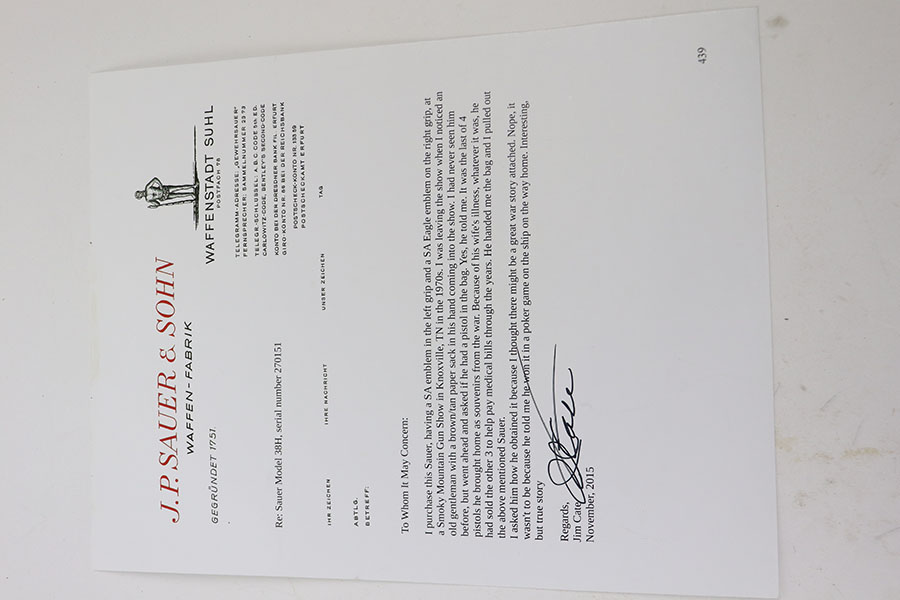 439
J.P. SAUER & SOHN
WAFFEN-FABRIK
GEGRÜNDET 1751.
WAFFENSTADT SUHL
POSTFACH 76
TELEGRAMM-ADRESSE: „GEWEHRSAUER“
FERNSPRECHER: SAMMELNUMMER 2373
TELEGR.-SCHLÜSSEL: A.B.C CODE 5th ED.
CARLOWITZ-CODE, BENTLEY'S SECOND-CODE
KONTO BEI DER DRESDNER BANK FIL. ERFURT
GIRO-KONTO NR. 66 BEI DER REICHSBANK
POSTSCHECK-KONTO NR.
POSTSCHECKAMT ERFURT
Re: Sauer Model 38H, serial number 270151
IHR ZEICHEN IHRE NACHRICHT UNSER ZEICHEN TAG
ABTLG.
BETREFF:
To Whom It May Concern:
I purchase this Sauer, having a SA emblem in the left grip and a SA Eagle emblem on the right grip, at
a Smoky Mountain Gun Show in Knoxville, TN in the 1970s. I was leaving the show when I noticed an
old gentleman with a brown/tan paper sack in his hand coming into the show. I had never seen him
before, but went ahead and asked if he had a pistol in the bag. Yes, he told me. It was the last of 4
pistols he brought home as souvenirs from the war. Because of his wife's illness, whatever it was, he
had sold the other 3 to help pay medical bills through the years. He handed me the bag and I pulled out
the above mentioned Sauer.
I asked him how he obtained it because I thought there might be a great war story attached. Nope, it
wasn't to be because he told me he won it in a poker game on the ship on the way home. Interesting,
but true story
Regards,
Jim Cate
November, 2015